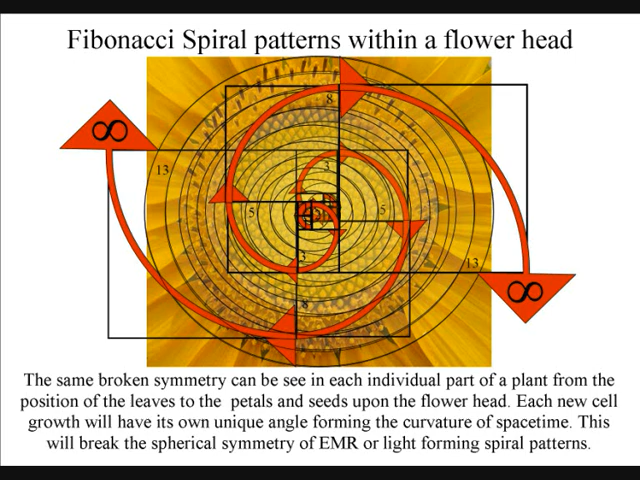 Fibonacci Spiral patterns within a flower head
8
∞
13
3
5
5
3
13
∞
8
The same broken symmetry can be see in each individual part of a plant from the
position of the leaves to the petals and seeds upon the flower head. Each new cell
growth will have its own unique angle forming the curvature of spacetime. This
will break the spherical symmetry of EMR or light forming spiral patterns.